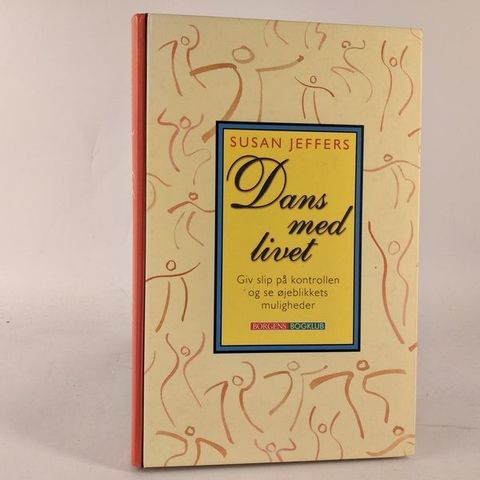 SUSAN JEFFERS
Dans
med
livet
Giv slip på kontrollen
og se øjeblikkets
muligheder
BORGENS BOGKLUB